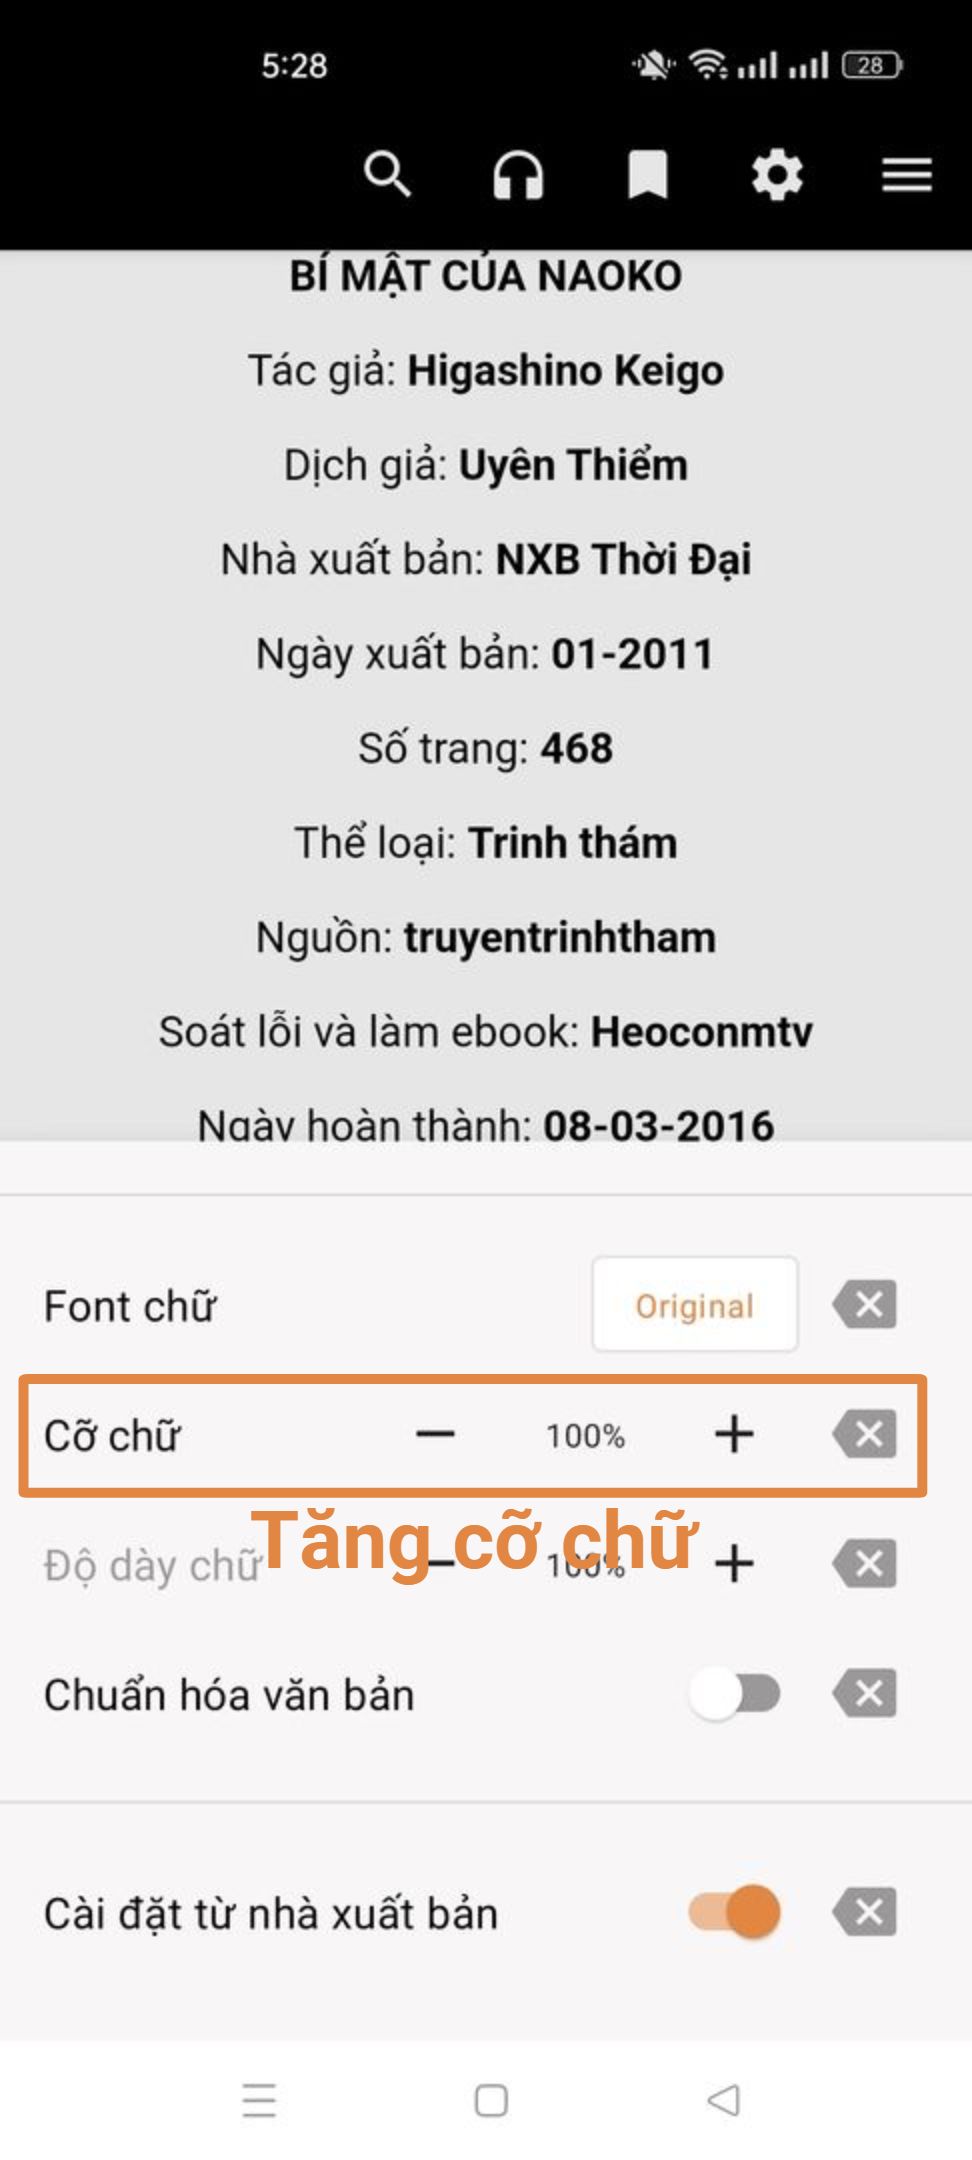 5:28
28
BÍ MẬT CỦA NAOKO
Tác giả: Higashino Keigo
Dịch giả: Uyên Thiểm
Nhà xuất bản: NXB Thời Đại
Ngày xuất bản: 01-2011
Số trang: 468
Thể loại: Trinh thám
Nguồn: truyentrinhtham
Soát lỗi và làm ebook: Heoconmtv
Ngày hoàn thành: 08-03-2016
Font chữ Original
Cỡ chữ 100%
Tăng cỡ chữ
Độ dày chữ 100%
Chuẩn hóa văn bản
Cài đặt từ nhà xuất bản